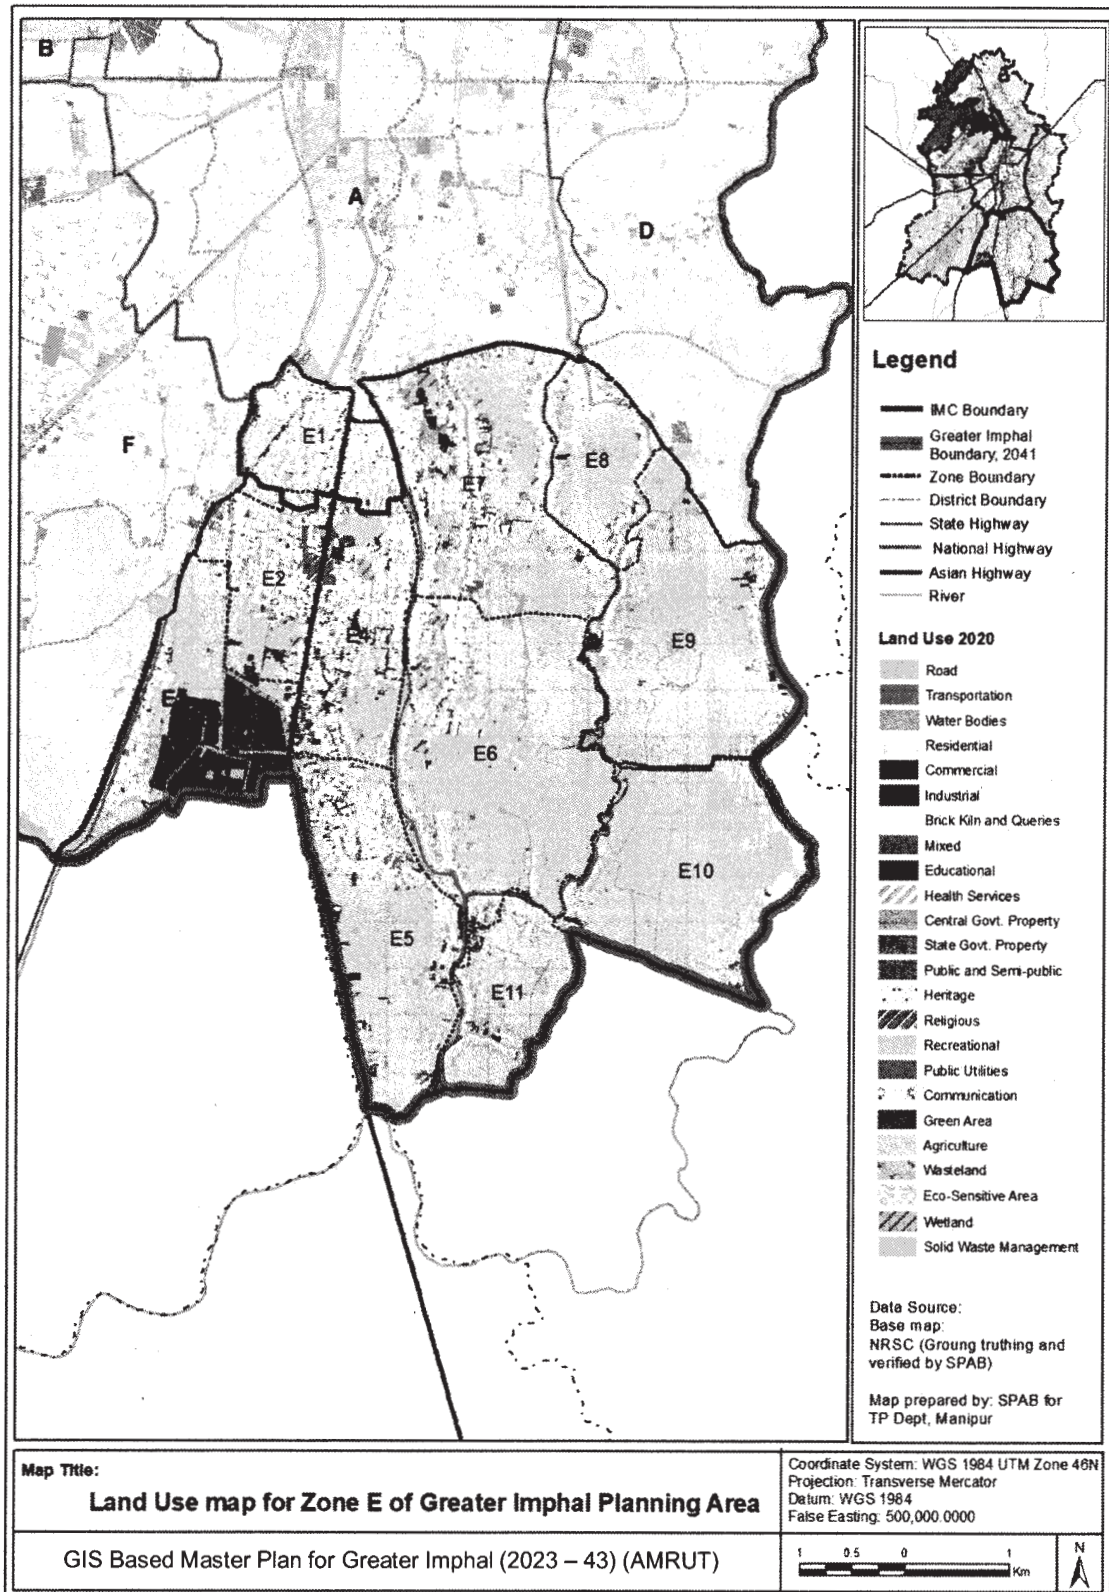 B
A
D
F
E1
E7
E8
E2
E4
E9
E6
E10
E5
E11
Legend
IMC Boundary
Greater Imphal
Boundary, 2041
Zone Boundary
District Boundary
State Highway
National Highway
Asian Highway
River
Land Use 2020
Road
Transportation
Water Bodies
Residential
Commercial
Industrial
Brick Kiln and Queries
Mixed
Educational
Health Services
Central Govt. Property
State Govt. Property
Public and Semi-public
Heritage
Religious
Recreational
Public Utilities
Communication
Green Area
Agriculture
Wasteland
Eco-Sensitive Area
Wetland
Solid Waste Management
Data Source:
Base map:
NRSC (Groung truthing and
verified by SPAB)
Map prepared by: SPAB for
TP Dept, Manipur
Map Title:
Land Use map for Zone E of Greater Imphal Planning Area
GIS Based Master Plan for Greater Imphal (2023 – 43) (AMRUT)
Coordinate System: WGS 1984 UTM Zone 46N
Projection: Transverse Mercator
Datum: WGS 1984
False Easting: 500,000.0000
1 0.5 0 1
Km
N